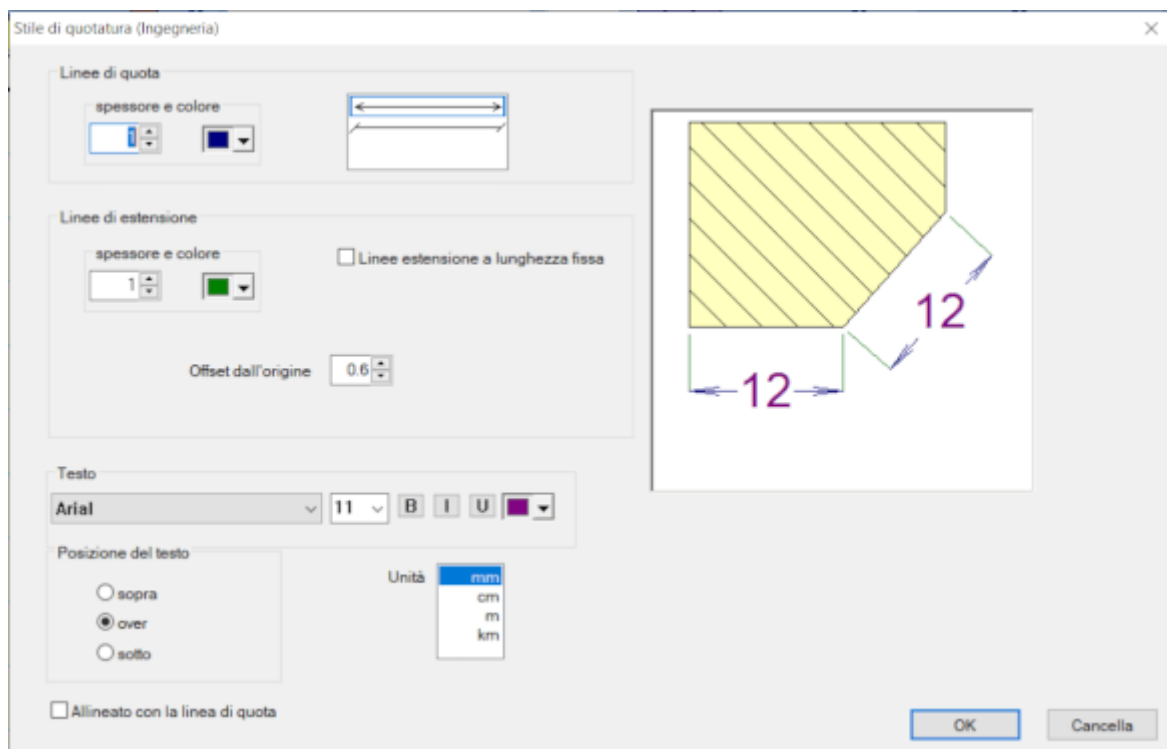 Stile di quotatura (Ingegneria)
Linee di quota
spessore e colore
1
Linee di estensione
spessore e colore
1
Linee estensione a lunghezza fissa
Offset dall'origine 0.6
12
12
Testo
Arial 11 B I U
Posizione del testo
sopra
over
sotto
Unità mm
cm
m
km
Allineato con la linea di quota
OK Cancella